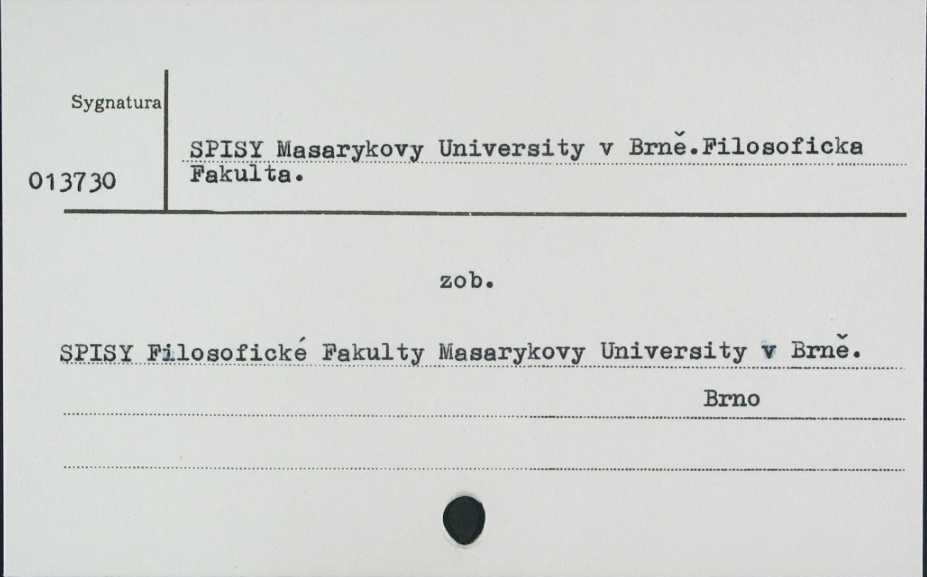 Sygnatura
SPISY Masarykovy University v Brně.Filosoficka
013730
Fakulta.
zob.
SPISY Filosofické Fakulty Masarykovy University v Brně.
Brno